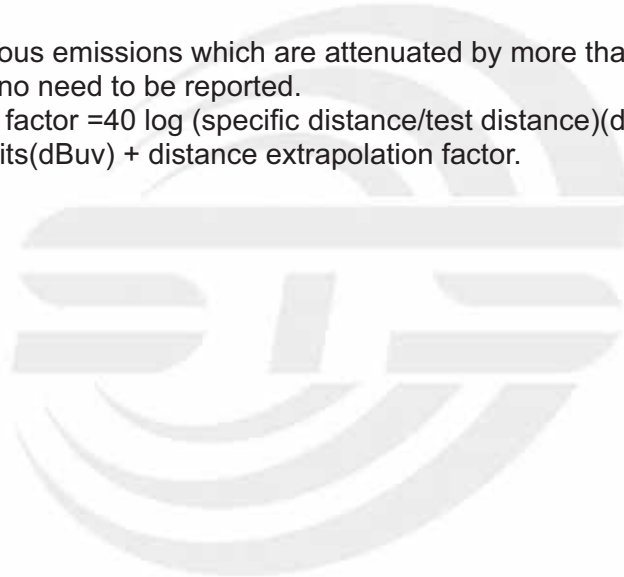 ous emissions which are attenuated by more tha
no need to be reported.
factor =40 log (specific distance/test distance)(d
its(dBuv) + distance extrapolation factor.